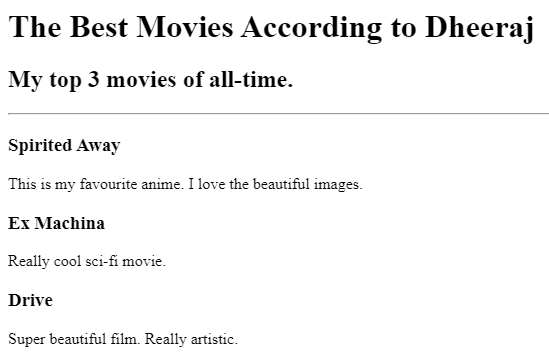 The Best Movies According to Dheeraj
My top 3 movies of all-time.
Spirited Away
This is my favourite anime. I love the beautiful images.
Ex Machina
Really cool sci-fi movie.
Drive
Super beautiful film. Really artistic.